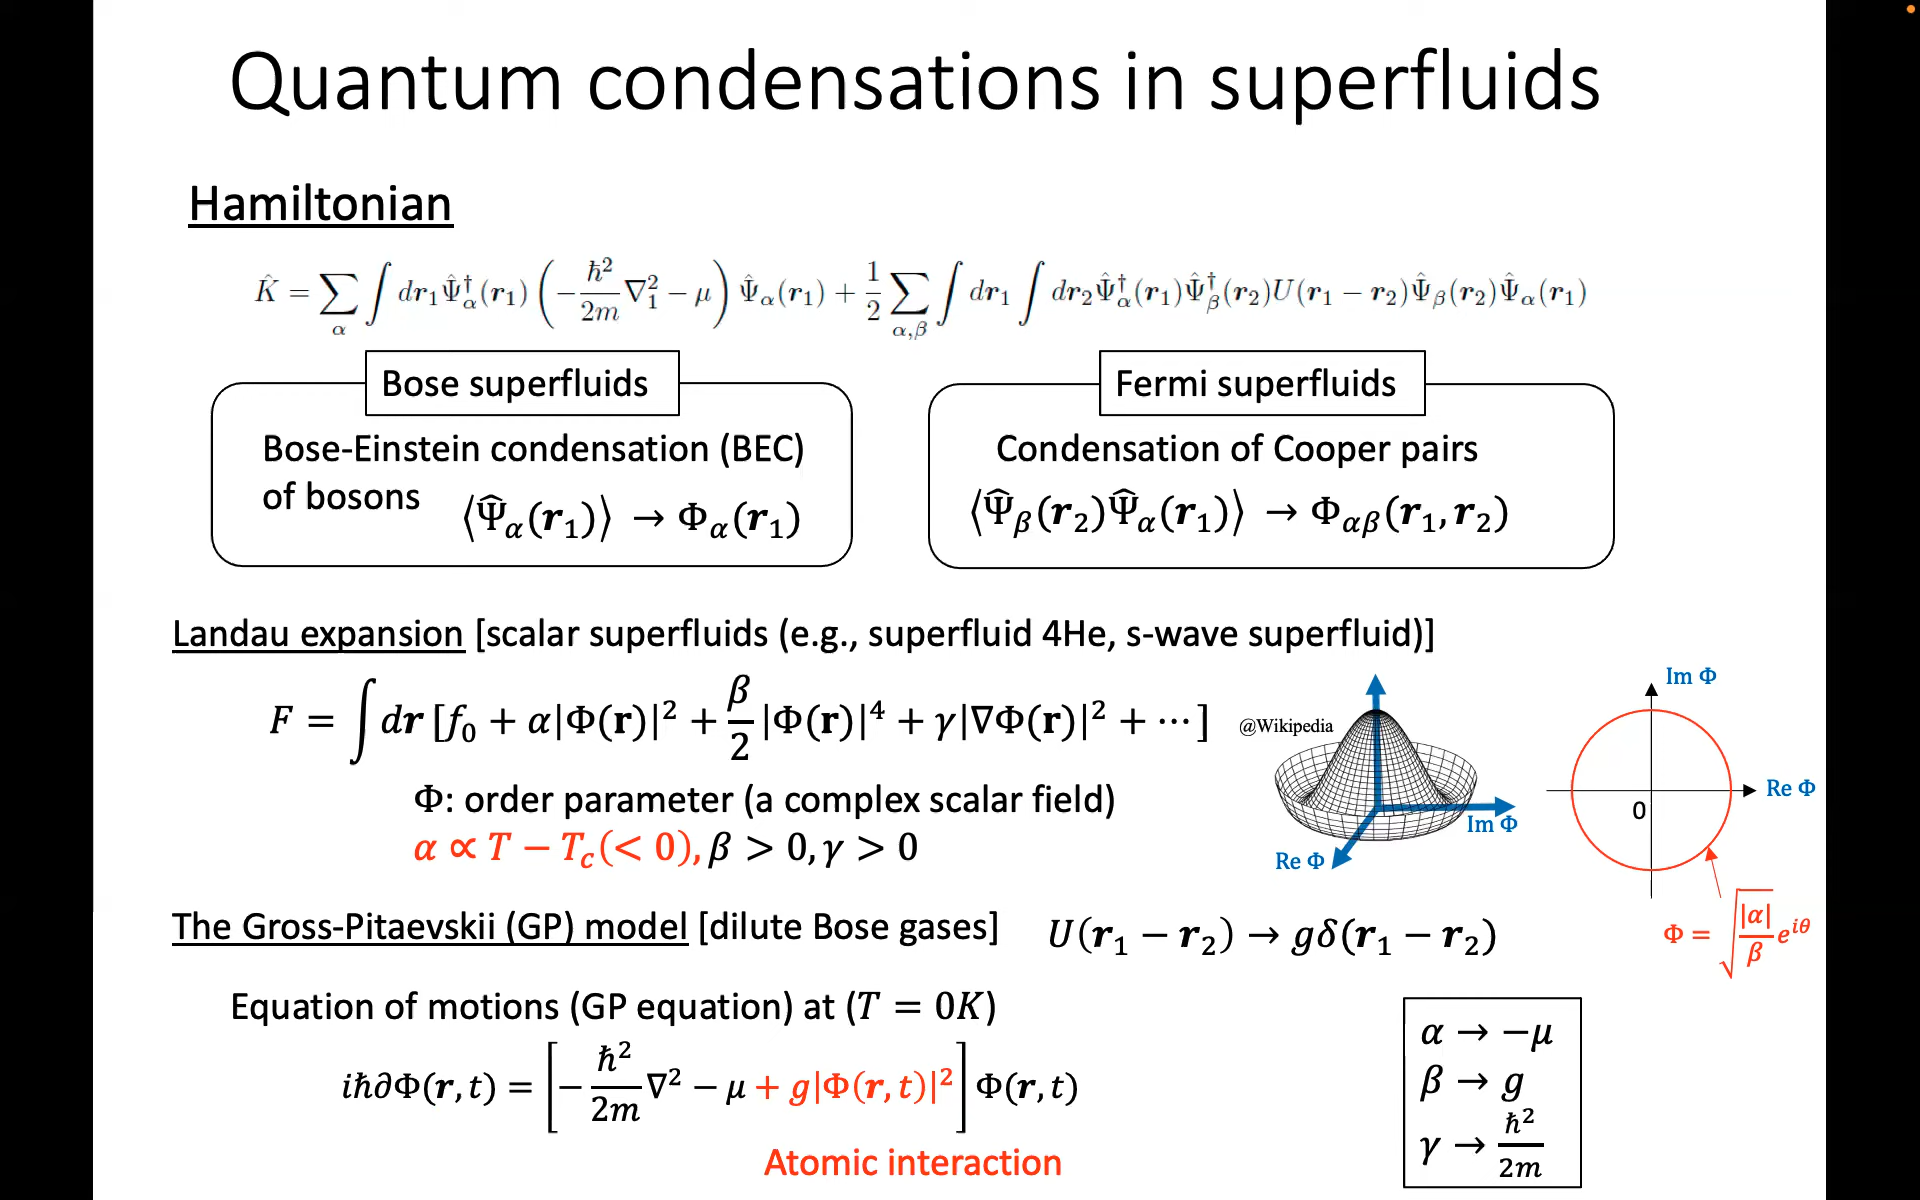 Quantum condensations in superfluids
Hamiltonian
K̂ = ∑_α ∫ d𝒓₁ Ψ̂†_α(𝒓₁) ( −ħ²/2m ∇₁² − μ ) Ψ̂_α(𝒓₁) + 1/2 ∑_{α,β} ∫ d𝒓₁ ∫ d𝒓₂ Ψ̂†_α(𝒓₁) Ψ̂†_β(𝒓₂) U(𝒓₁ − 𝒓₂) Ψ̂_β(𝒓₂) Ψ̂_α(𝒓₁)
Bose superfluids
Bose-Einstein condensation (BEC)
of bosons ⟨Ψ̂_α(𝒓₁)⟩ → Φ_α(𝒓₁)
Fermi superfluids
Condensation of Cooper pairs
⟨Ψ̂_β(𝒓₂)Ψ̂_α(𝒓₁)⟩ → Φ_{αβ}(𝒓₁, 𝒓₂)
Landau expansion [scalar superfluids (e.g., superfluid 4He, s-wave superfluid)]
F = ∫ d𝒓 [f₀ + α|Φ(𝐫)|² + β/2 |Φ(𝐫)|⁴ + γ|∇Φ(𝐫)|² + ⋯ ]
Φ: order parameter (a complex scalar field)
α ∝ T − T_c(< 0), β > 0, γ > 0
@Wikipedia
Im Φ
Re Φ
Im Φ
Re Φ
0
Φ = √(|α|/β) e^{iθ}
The Gross-Pitaevskii (GP) model [dilute Bose gases] U(𝒓₁ − 𝒓₂) → gδ(𝒓₁ − 𝒓₂)
Equation of motions (GP equation) at (T = 0K)
iħ∂Φ(𝒓, t) = [ −ħ²/2m ∇² − μ + g|Φ(𝒓, t)|² ] Φ(𝒓, t)
Atomic interaction
α → −μ
β → g
γ → ħ²/2m